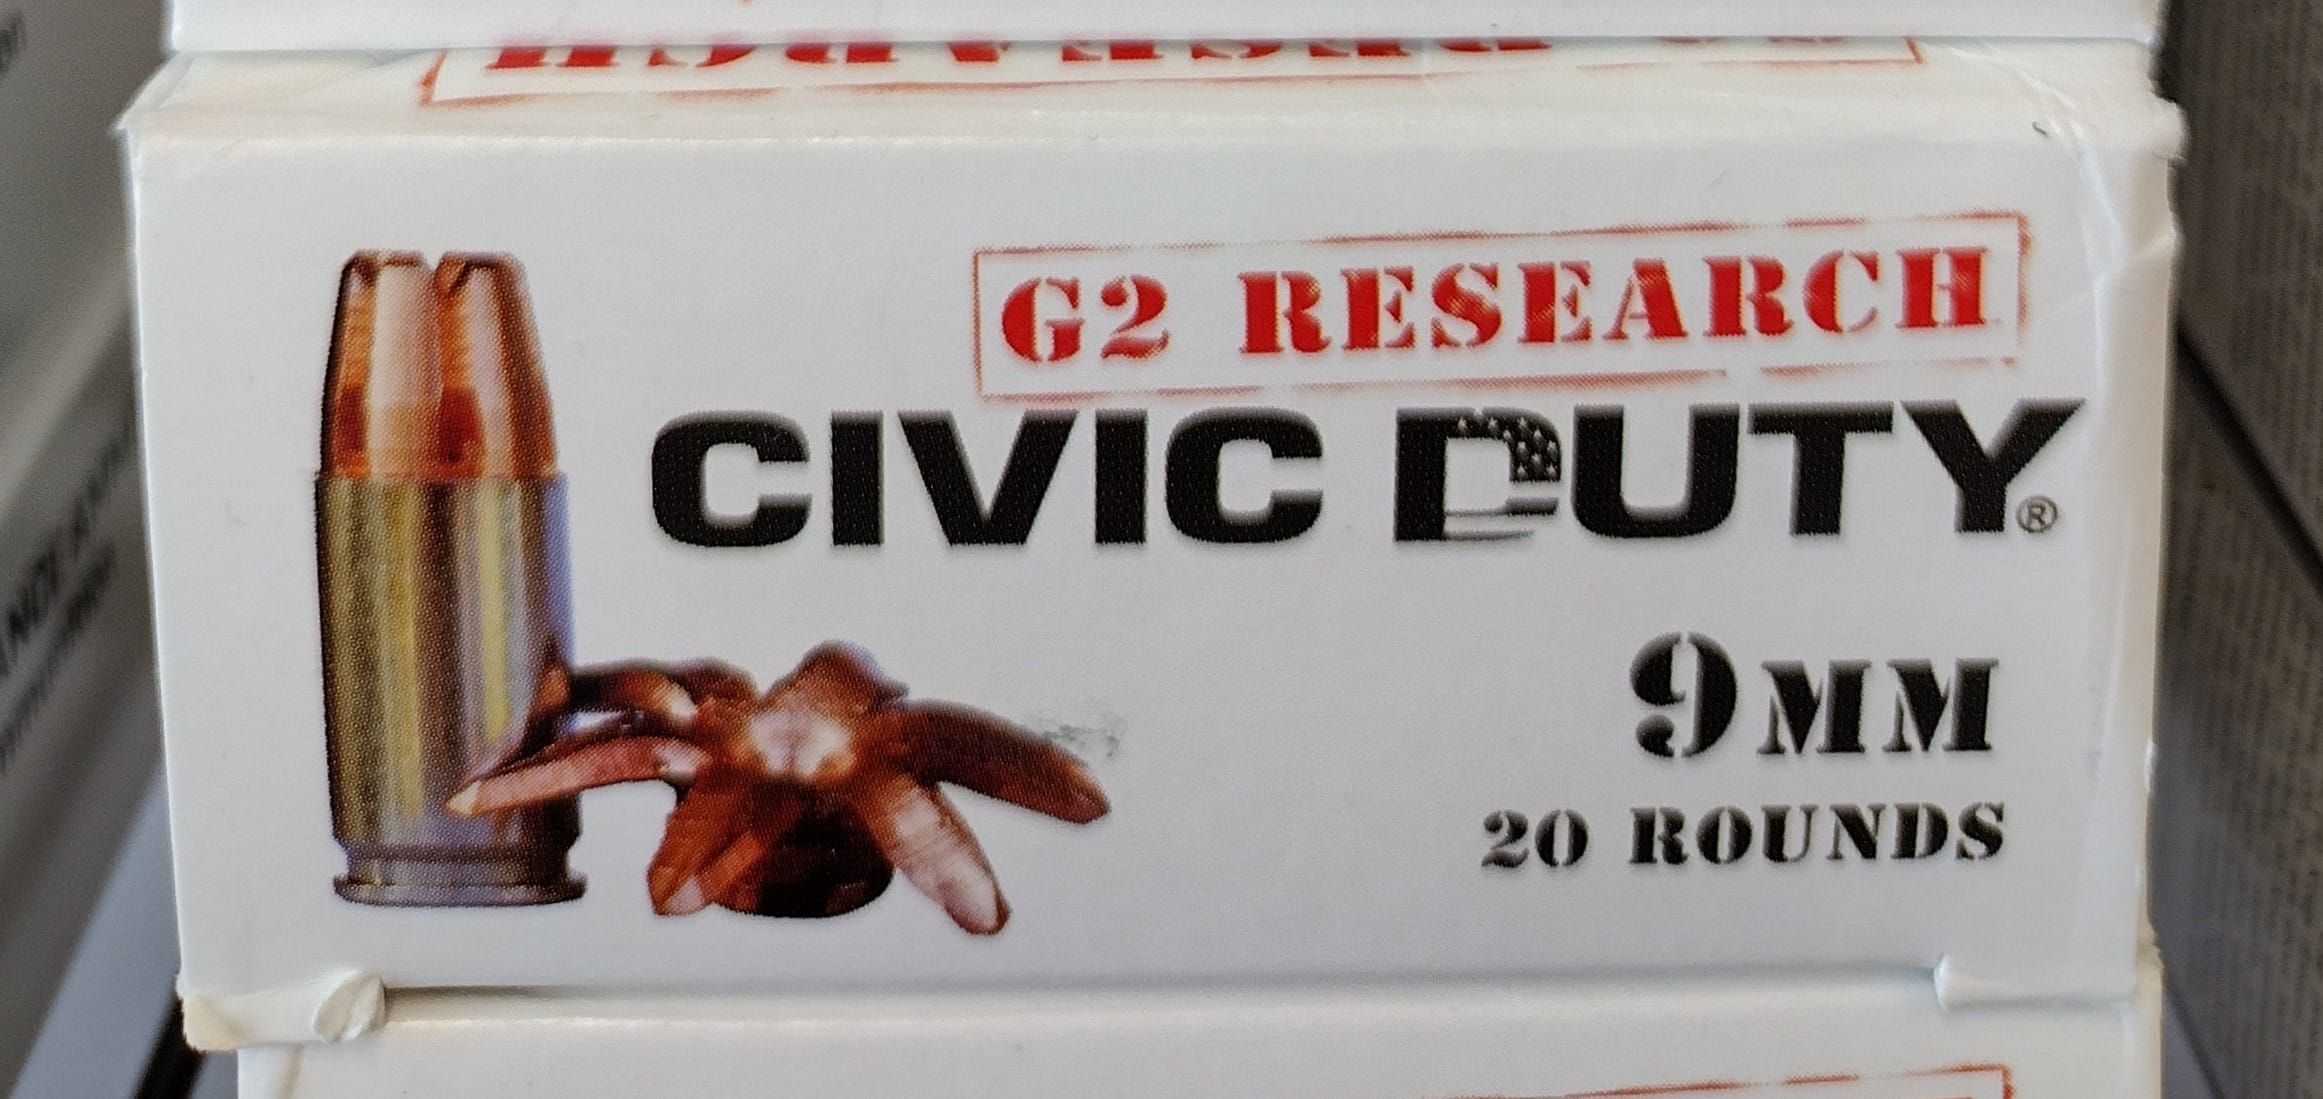 G2 RESEARCH
CIVIC DUTY®
9MM
20 ROUNDS